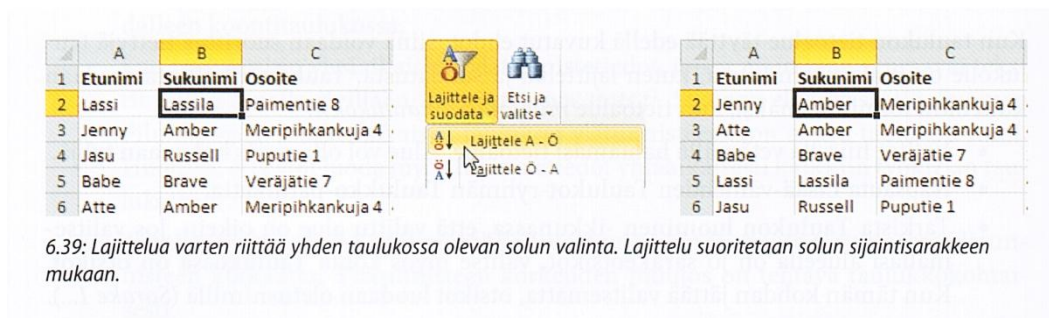 A B C
1 Etunimi Sukunimi Osoite
2 Lassi Lassila Paimentie 8
3 Jenny Amber Meripihkankuja 4
4 Jasu Russell Puputie 1
5 Babe Brave Veräjätie 7
6 Atte Amber Meripihkankuja 4
A
Ö
Lajittele ja suodata
Etsi ja valitse
A Ö Lajittele A - Ö
Ö A Lajittele Ö - A
A B C
1 Etunimi Sukunimi Osoite
2 Jenny Amber Meripihkankuja 4
3 Atte Amber Meripihkankuja 4
4 Babe Brave Veräjätie 7
5 Lassi Lassila Paimentie 8
6 Jasu Russell Puputie 1
6.39: Lajittelua varten riittää yhden taulukossa olevan solun valinta. Lajittelu suoritetaan solun sijaintisarakkeen
mukaan.